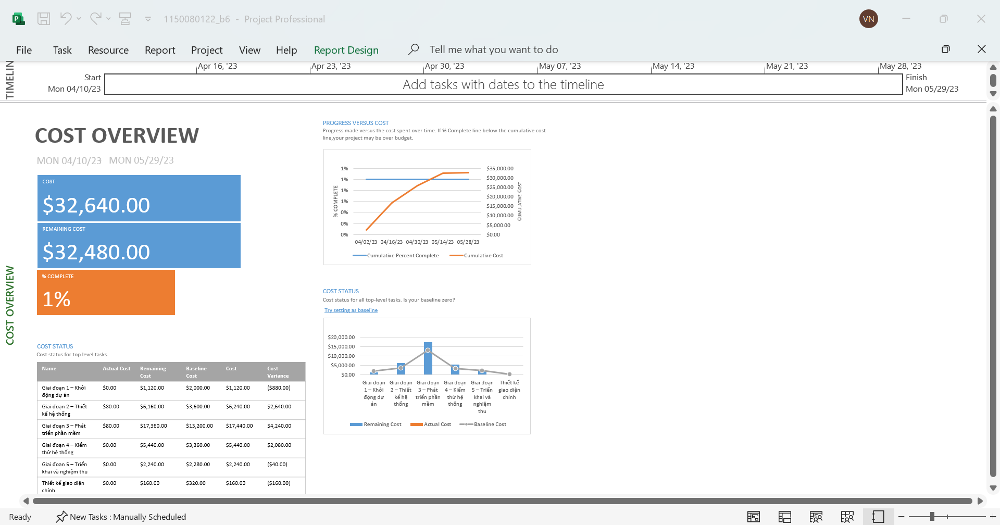 1150080122_b6 - Project Professional
VN
File Task Resource Report Project View Help Report Design Tell me what you want to do
TIMELIN
Apr 16, '23 Apr 23, '23 Apr 30, '23 May 07, '23 May 14, '23 May 21, '23 May 28, '23
Start
Mon 04/10/23
Add tasks with dates to the timeline
Finish
Mon 05/29/23
COST OVERVIEW
COST OVERVIEW
MON 04/10/23 MON 05/29/23
COST
$32,640.00
REMAINING COST
$32,480.00
% COMPLETE
1%
COST STATUS
Cost status for top level tasks.
Name Actual Cost Remaining Cost Baseline Cost Cost Cost Variance
Giai đoạn 1 – Khởi động dự án $0.00 $1,120.00 $2,000.00 $1,120.00 ($880.00)
Giai đoạn 2 – Thiết kế hệ thống $80.00 $6,160.00 $3,600.00 $6,240.00 $2,640.00
Giai đoạn 3 – Phát triển phần mềm $80.00 $17,360.00 $13,200.00 $17,440.00 $4,240.00
Giai đoạn 4 – Kiểm thử hệ thống $0.00 $5,440.00 $3,360.00 $5,440.00 $2,080.00
Giai đoạn 5 – Triển khai và nghiệm thu $0.00 $2,240.00 $2,280.00 $2,240.00 ($40.00)
Thiết kế giao diện chính $0.00 $160.00 $320.00 $160.00 ($160.00)
PROGRESS VERSUS COST
Progress made versus the cost spent over time. If % Complete line below the cumulative cost
line,your project may be over budget.
% COMPLETE
1%
1%
1%
1%
0%
0%
0%
$35,000.00
$30,000.00
$25,000.00
$20,000.00
$15,000.00
$10,000.00
$5,000.00
$0.00
CUMULATIVE COST
04/02/23 04/16/23 04/30/23 05/14/23 05/28/23
Cumulative Percent Complete Cumulative Cost
COST STATUS
Cost status for all top-level tasks. Is your baseline zero?
Try setting as baseline
$20,000.00
$15,000.00
$10,000.00
$5,000.00
$0.00
Giai đoạn 1 – Khởi động dự án
Giai đoạn 2 – Thiết kế hệ thống
Giai đoạn 3 – Phát triển phần mềm
Giai đoạn 4 – Kiểm thử hệ thống
Giai đoạn 5 – Triển khai và nghiệm thu
Thiết kế giao diện chính
Remaining Cost Actual Cost Baseline Cost
Ready New Tasks : Manually Scheduled